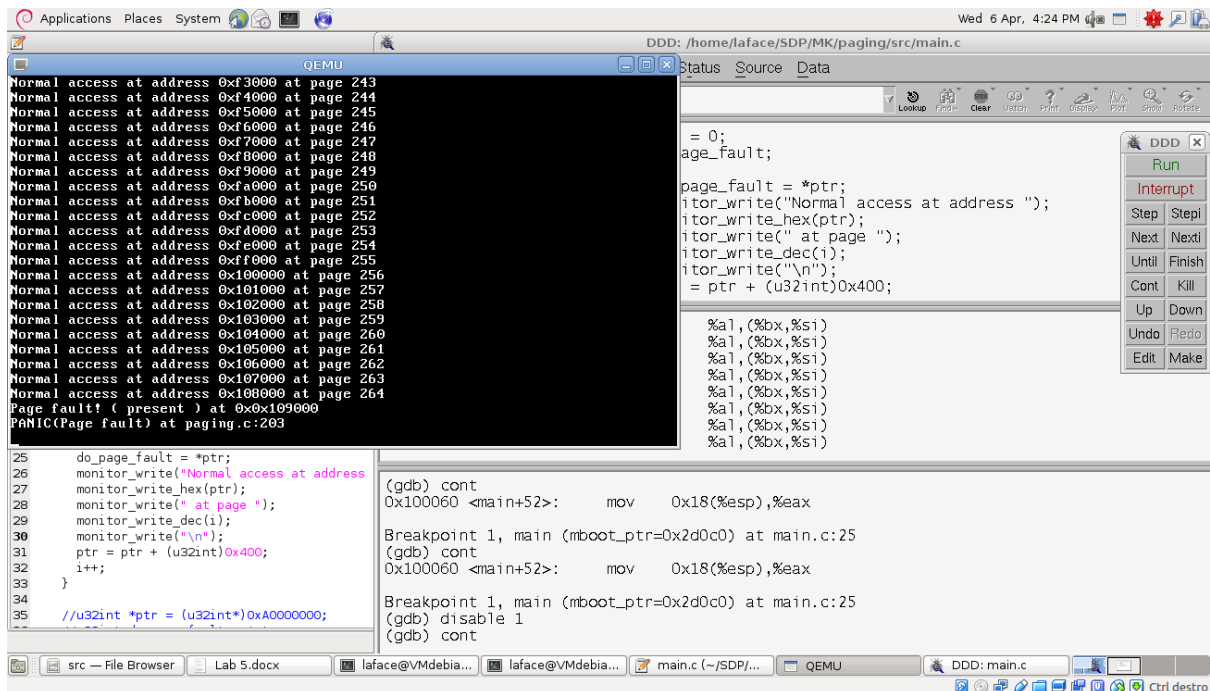 Applications Places System
Wed 6 Apr, 4:24 PM
DDD: /home/laface/SDP/MK/paging/src/main.c
QEMU
Normal access at address 0xf3000 at page 243
Normal access at address 0xf4000 at page 244
Normal access at address 0xf5000 at page 245
Normal access at address 0xf6000 at page 246
Normal access at address 0xf7000 at page 247
Normal access at address 0xf8000 at page 248
Normal access at address 0xf9000 at page 249
Normal access at address 0xfa000 at page 250
Normal access at address 0xfb000 at page 251
Normal access at address 0xfc000 at page 252
Normal access at address 0xfd000 at page 253
Normal access at address 0xfe000 at page 254
Normal access at address 0xff000 at page 255
Normal access at address 0x100000 at page 256
Normal access at address 0x101000 at page 257
Normal access at address 0x102000 at page 258
Normal access at address 0x103000 at page 259
Normal access at address 0x104000 at page 260
Normal access at address 0x105000 at page 261
Normal access at address 0x106000 at page 262
Normal access at address 0x107000 at page 263
Normal access at address 0x108000 at page 264
Page fault! ( present ) at 0x0x109000
PANIC(Page fault) at paging.c:203
Status Source Data
Lookup Find» Clear Watch Print Display Plot Show Rotate
= 0;
age_fault;
page_fault = *ptr;
itor_write("Normal access at address ");
itor_write_hex(ptr);
itor_write(" at page ");
itor_write_dec(i);
itor_write("\n");
= ptr + (u32int)0x400;
%al,(%bx,%si)
%al,(%bx,%si)
%al,(%bx,%si)
%al,(%bx,%si)
%al,(%bx,%si)
%al,(%bx,%si)
%al,(%bx,%si)
%al,(%bx,%si)
DDD
Run
Interrupt
Step Stepi
Next Nexti
Until Finish
Cont Kill
Up Down
Undo Redo
Edit Make
25 do_page_fault = *ptr;
26 monitor_write("Normal access at address
27 monitor_write_hex(ptr);
28 monitor_write(" at page ");
29 monitor_write_dec(i);
30 monitor_write("\n");
31 ptr = ptr + (u32int)0x400;
32 i++;
33 }
34
35 //u32int *ptr = (u32int*)0xA0000000;
(gdb) cont
0x100060 <main+52>: mov 0x18(%esp),%eax
Breakpoint 1, main (mboot_ptr=0x2d0c0) at main.c:25
(gdb) cont
0x100060 <main+52>: mov 0x18(%esp),%eax
Breakpoint 1, main (mboot_ptr=0x2d0c0) at main.c:25
(gdb) disable 1
(gdb) cont
src — File Browser
Lab 5.docx
laface@VMdebia...
laface@VMdebia...
main.c (~/SDP/...
QEMU
DDD: main.c
Ctrl destro